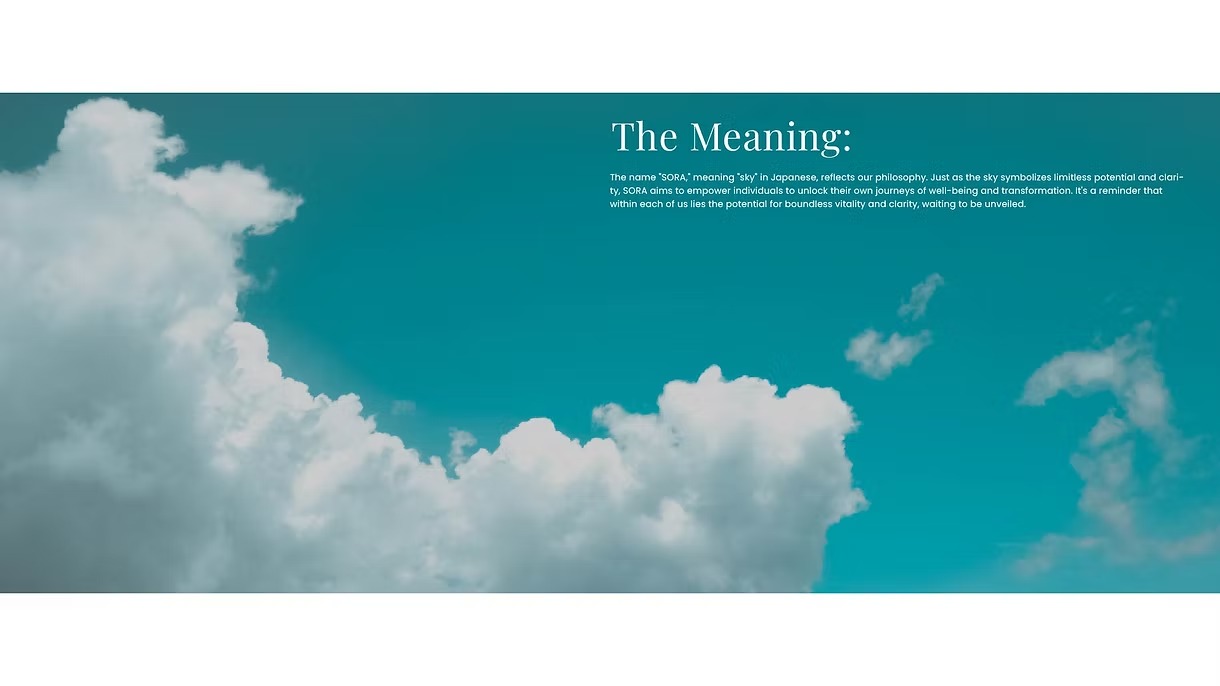 The Meaning:
The name "SORA," meaning "sky" in Japanese, reflects our philosophy. Just as the sky symbolizes limitless potential and clari-
ty, SORA aims to empower individuals to unlock their own journeys of well-being and transformation. It's a reminder that
within each of us lies the potential for boundless vitality and clarity, waiting to be unveiled.